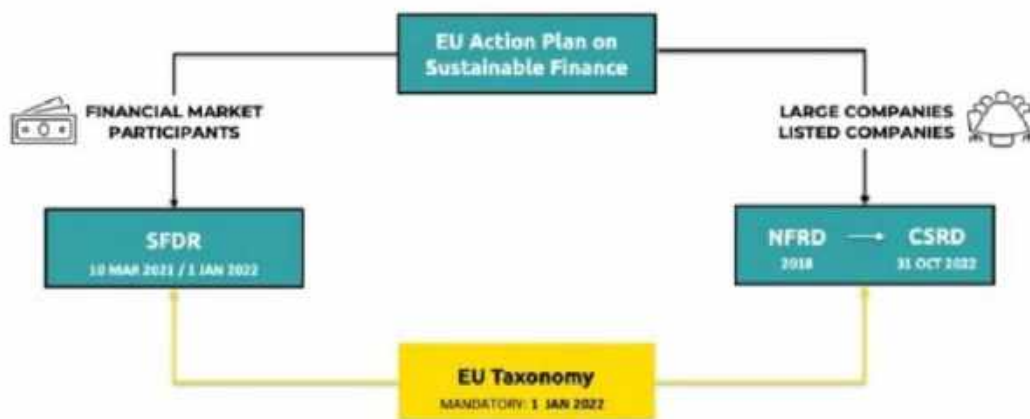 EU Action Plan on
Sustainable Finance
FINANCIAL MARKET
PARTICIPANTS
LARGE COMPANIES
LISTED COMPANIES
SFDR
10 MAR 2021 / 1 JAN 2022
NFRD → CSRD
2018 31 OCT 2022
EU Taxonomy
MANDATORY: 1 JAN 2022